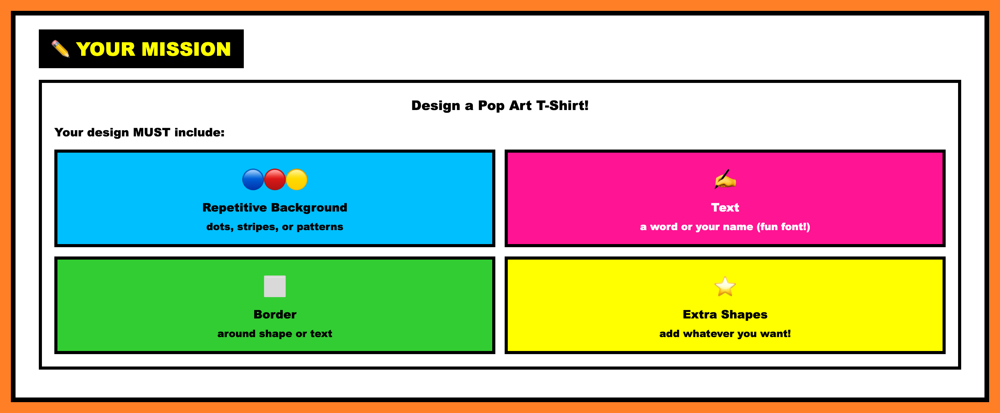 YOUR MISSION
Design a Pop Art T-Shirt!
Your design MUST include:
Repetitive Background
dots, stripes, or patterns
Text
a word or your name (fun font!)
Border
around shape or text
Extra Shapes
add whatever you want!